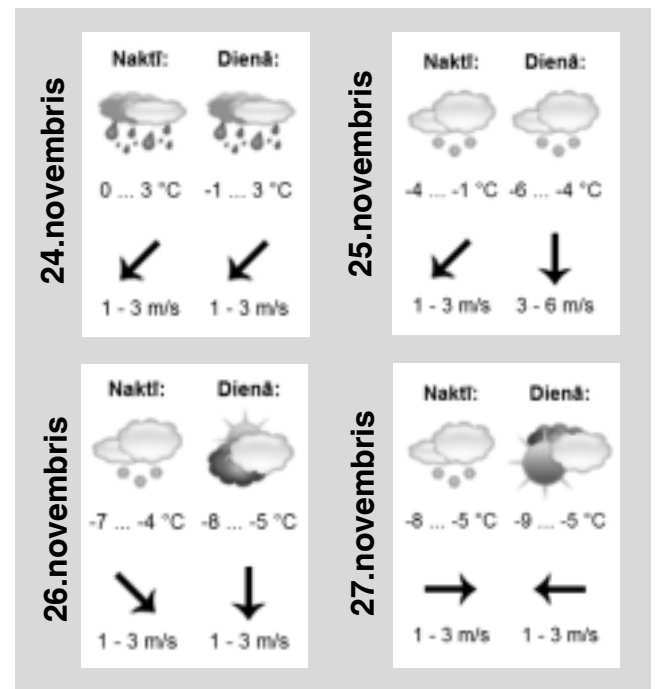 24.novembris
Naktī: Dienā:
0 ... 3 °C -1 ... 3 °C
1 - 3 m/s 1 - 3 m/s
25.novembris
Naktī: Dienā:
-4 ... -1 °C -6 ... -4 °C
1 - 3 m/s 3 - 6 m/s
26.novembris
Naktī: Dienā:
-7 ... -4 °C -8 ... -5 °C
1 - 3 m/s 1 - 3 m/s
27.novembris
Naktī: Dienā:
-8 ... -5 °C -9 ... -5 °C
1 - 3 m/s 1 - 3 m/s